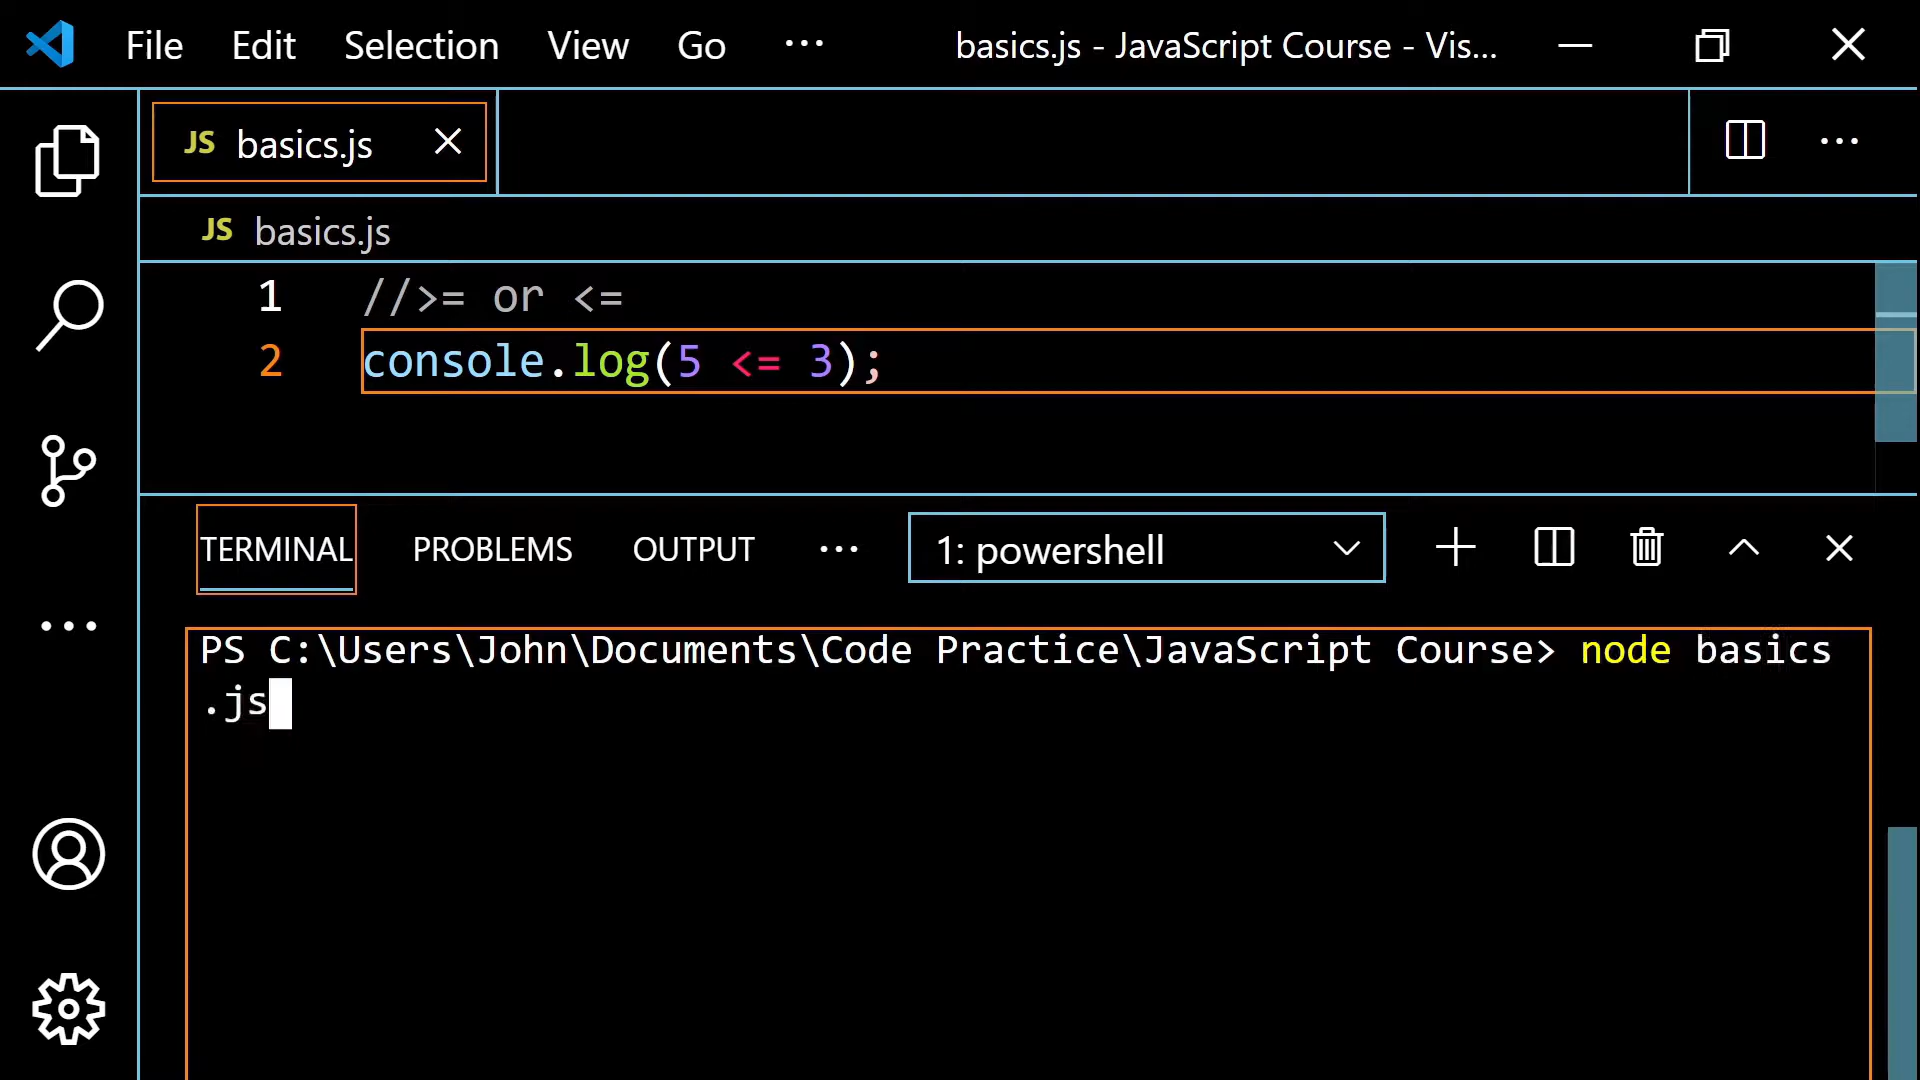 File Edit Selection View Go ... basics.js - JavaScript Course - Vis...
JS basics.js
JS basics.js
1 //>= or <=
2 console.log(5 <= 3);
TERMINAL PROBLEMS OUTPUT ... 1: powershell
PS C:\Users\John\Documents\Code Practice\JavaScript Course> node basics
.js